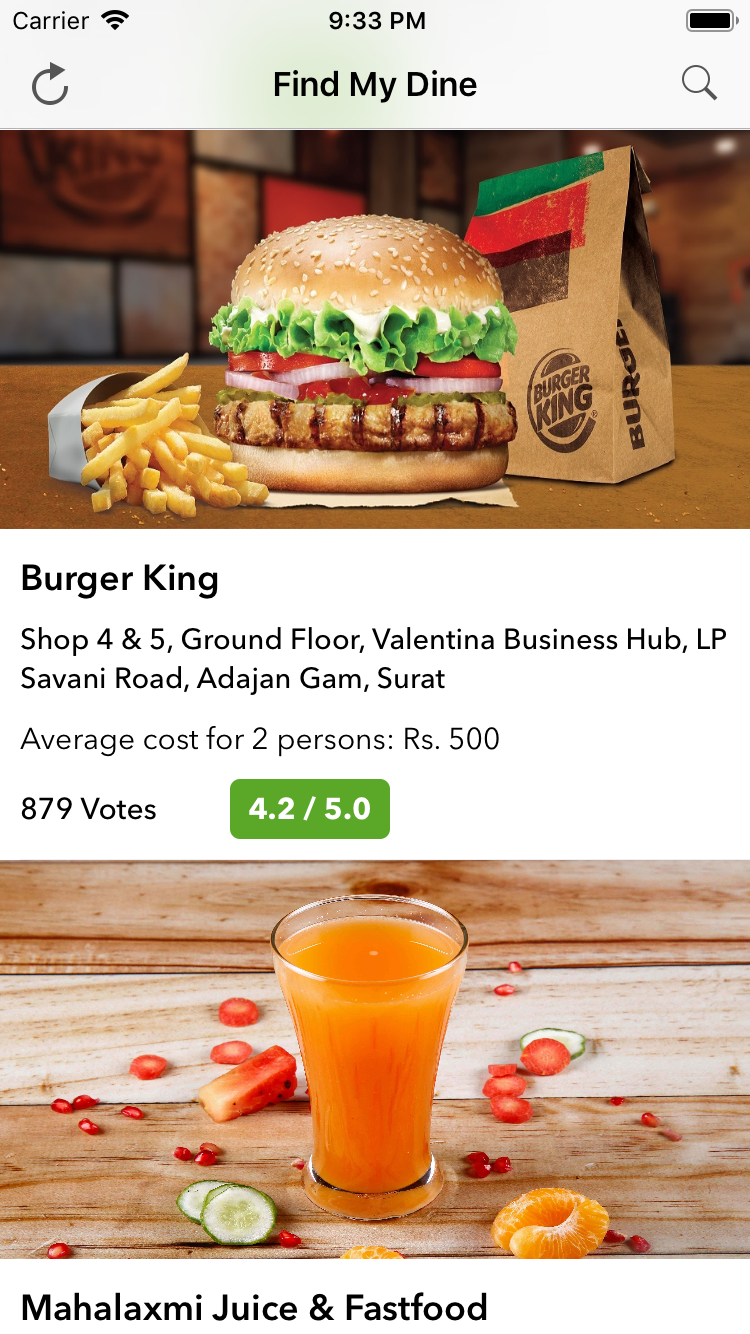 Carrier
9:33 PM
Find My Dine
KING
BURGER
KING
®
BURGE
Burger King
Shop 4 & 5, Ground Floor, Valentina Business Hub, LP
Savani Road, Adajan Gam, Surat
Average cost for 2 persons: Rs. 500
879 Votes
4.2 / 5.0
Mahalaxmi Juice & Fastfood